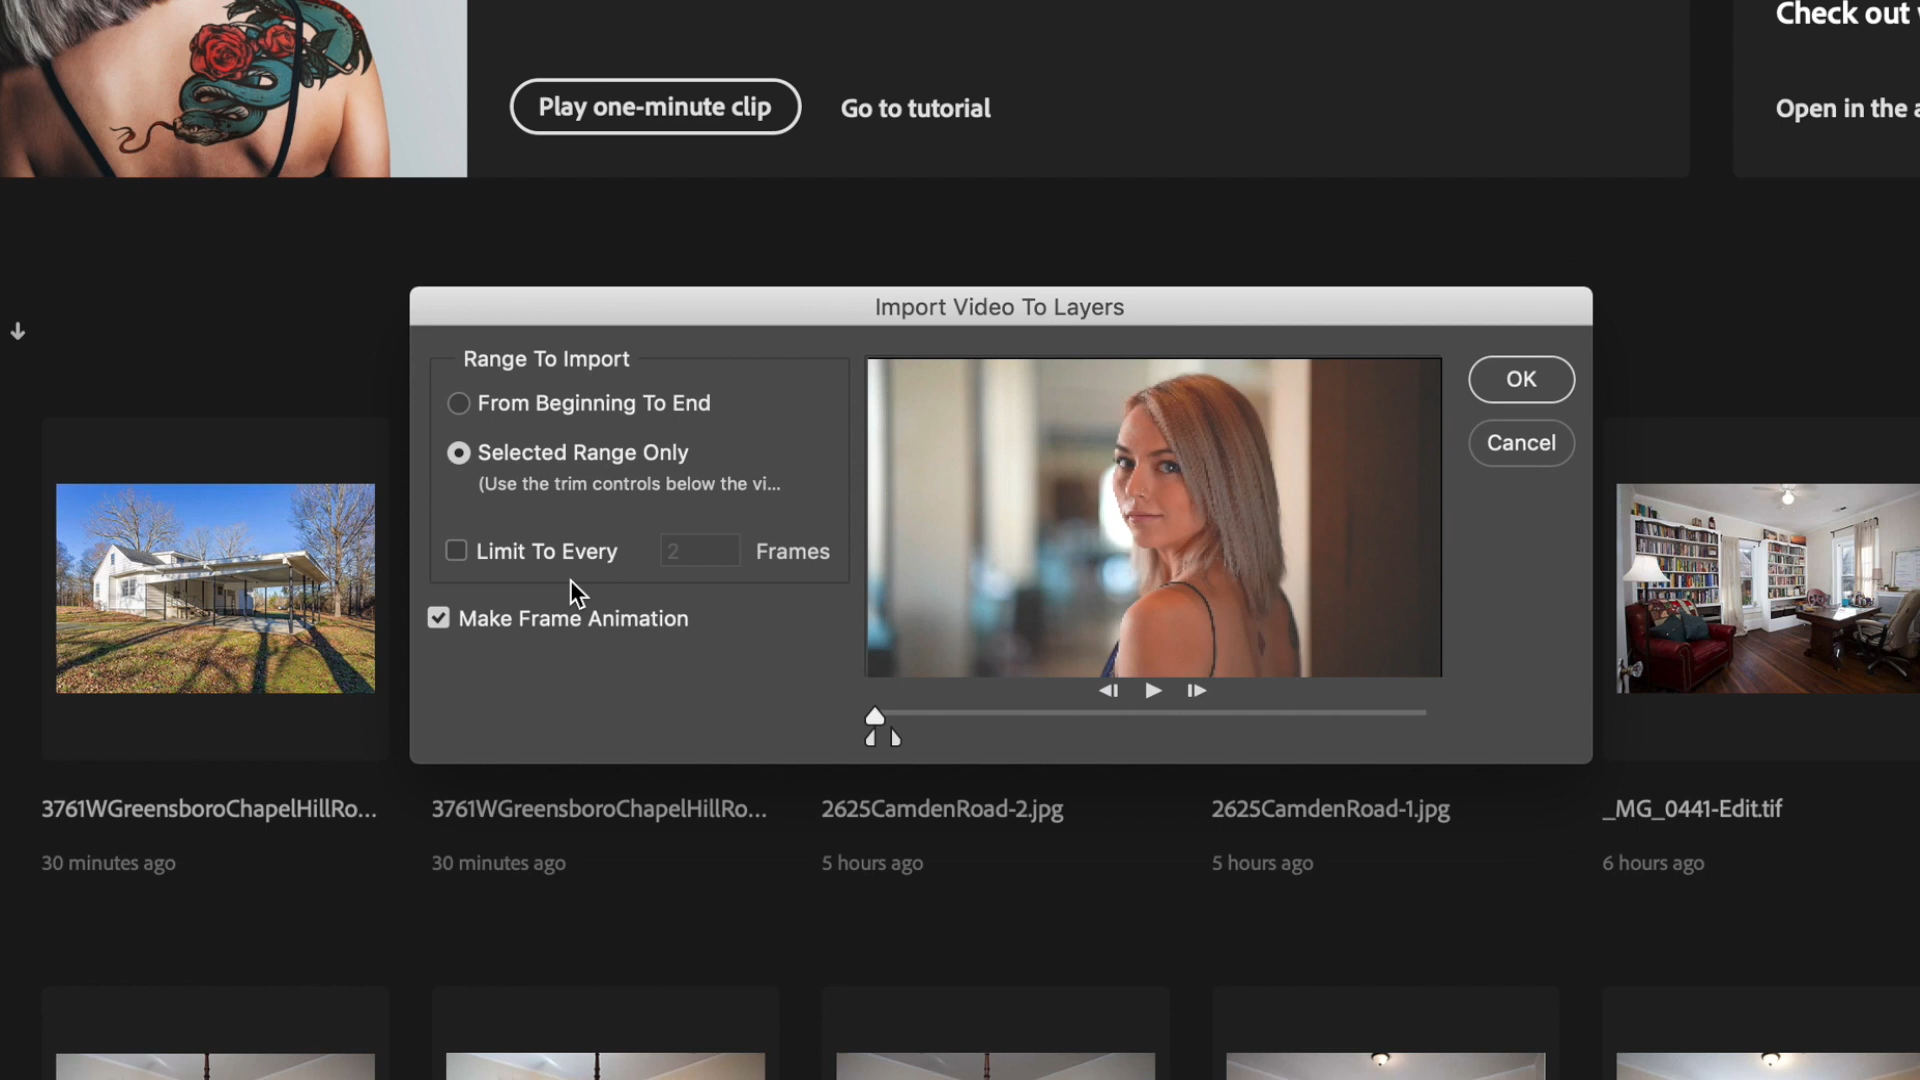 Check out
Play one-minute clip
Go to tutorial
Open in the
Import Video To Layers
Range To Import
From Beginning To End
Selected Range Only
(Use the trim controls below the vi...
Limit To Every
2
Frames
Make Frame Animation
OK
Cancel
3761WGreensboroChapelHillRo...
3761WGreensboroChapelHillRo...
2625CamdenRoad-2.jpg
2625CamdenRoad-1.jpg
_MG_0441-Edit.tif
30 minutes ago
30 minutes ago
5 hours ago
5 hours ago
6 hours ago